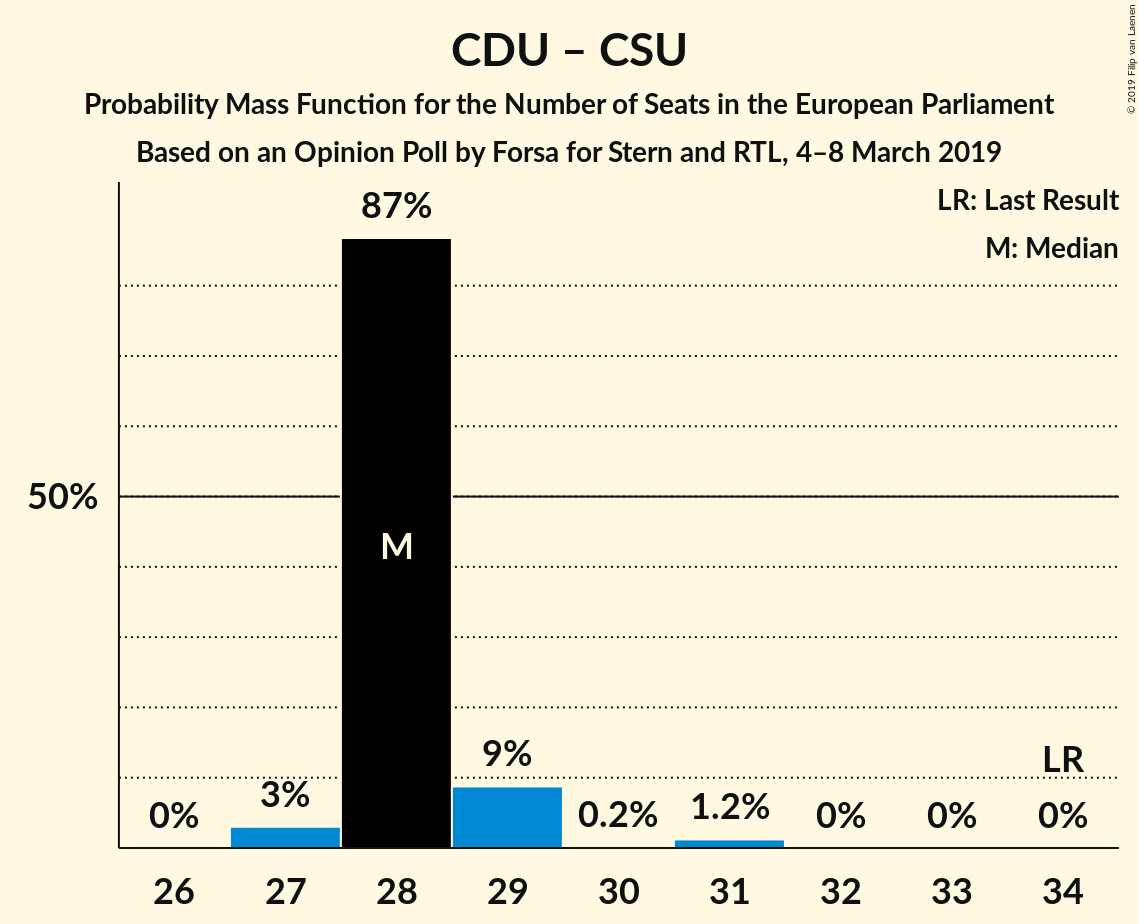 CDU – CSU
Probability Mass Function for the Number of Seats in the European Parliament
Based on an Opinion Poll by Forsa for Stern and RTL, 4–8 March 2019
© 2019 Filip van Laenen
LR: Last Result
M: Median
87%
50%
M
9%
LR
3%
1.2%
0%
0.2%
0%
0%
0%
26 27 28 29 30 31 32 33 34